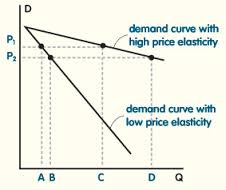 D
demand curve with
high price elasticity
P1
P2
demand curve with
low price elasticity
A B C D Q